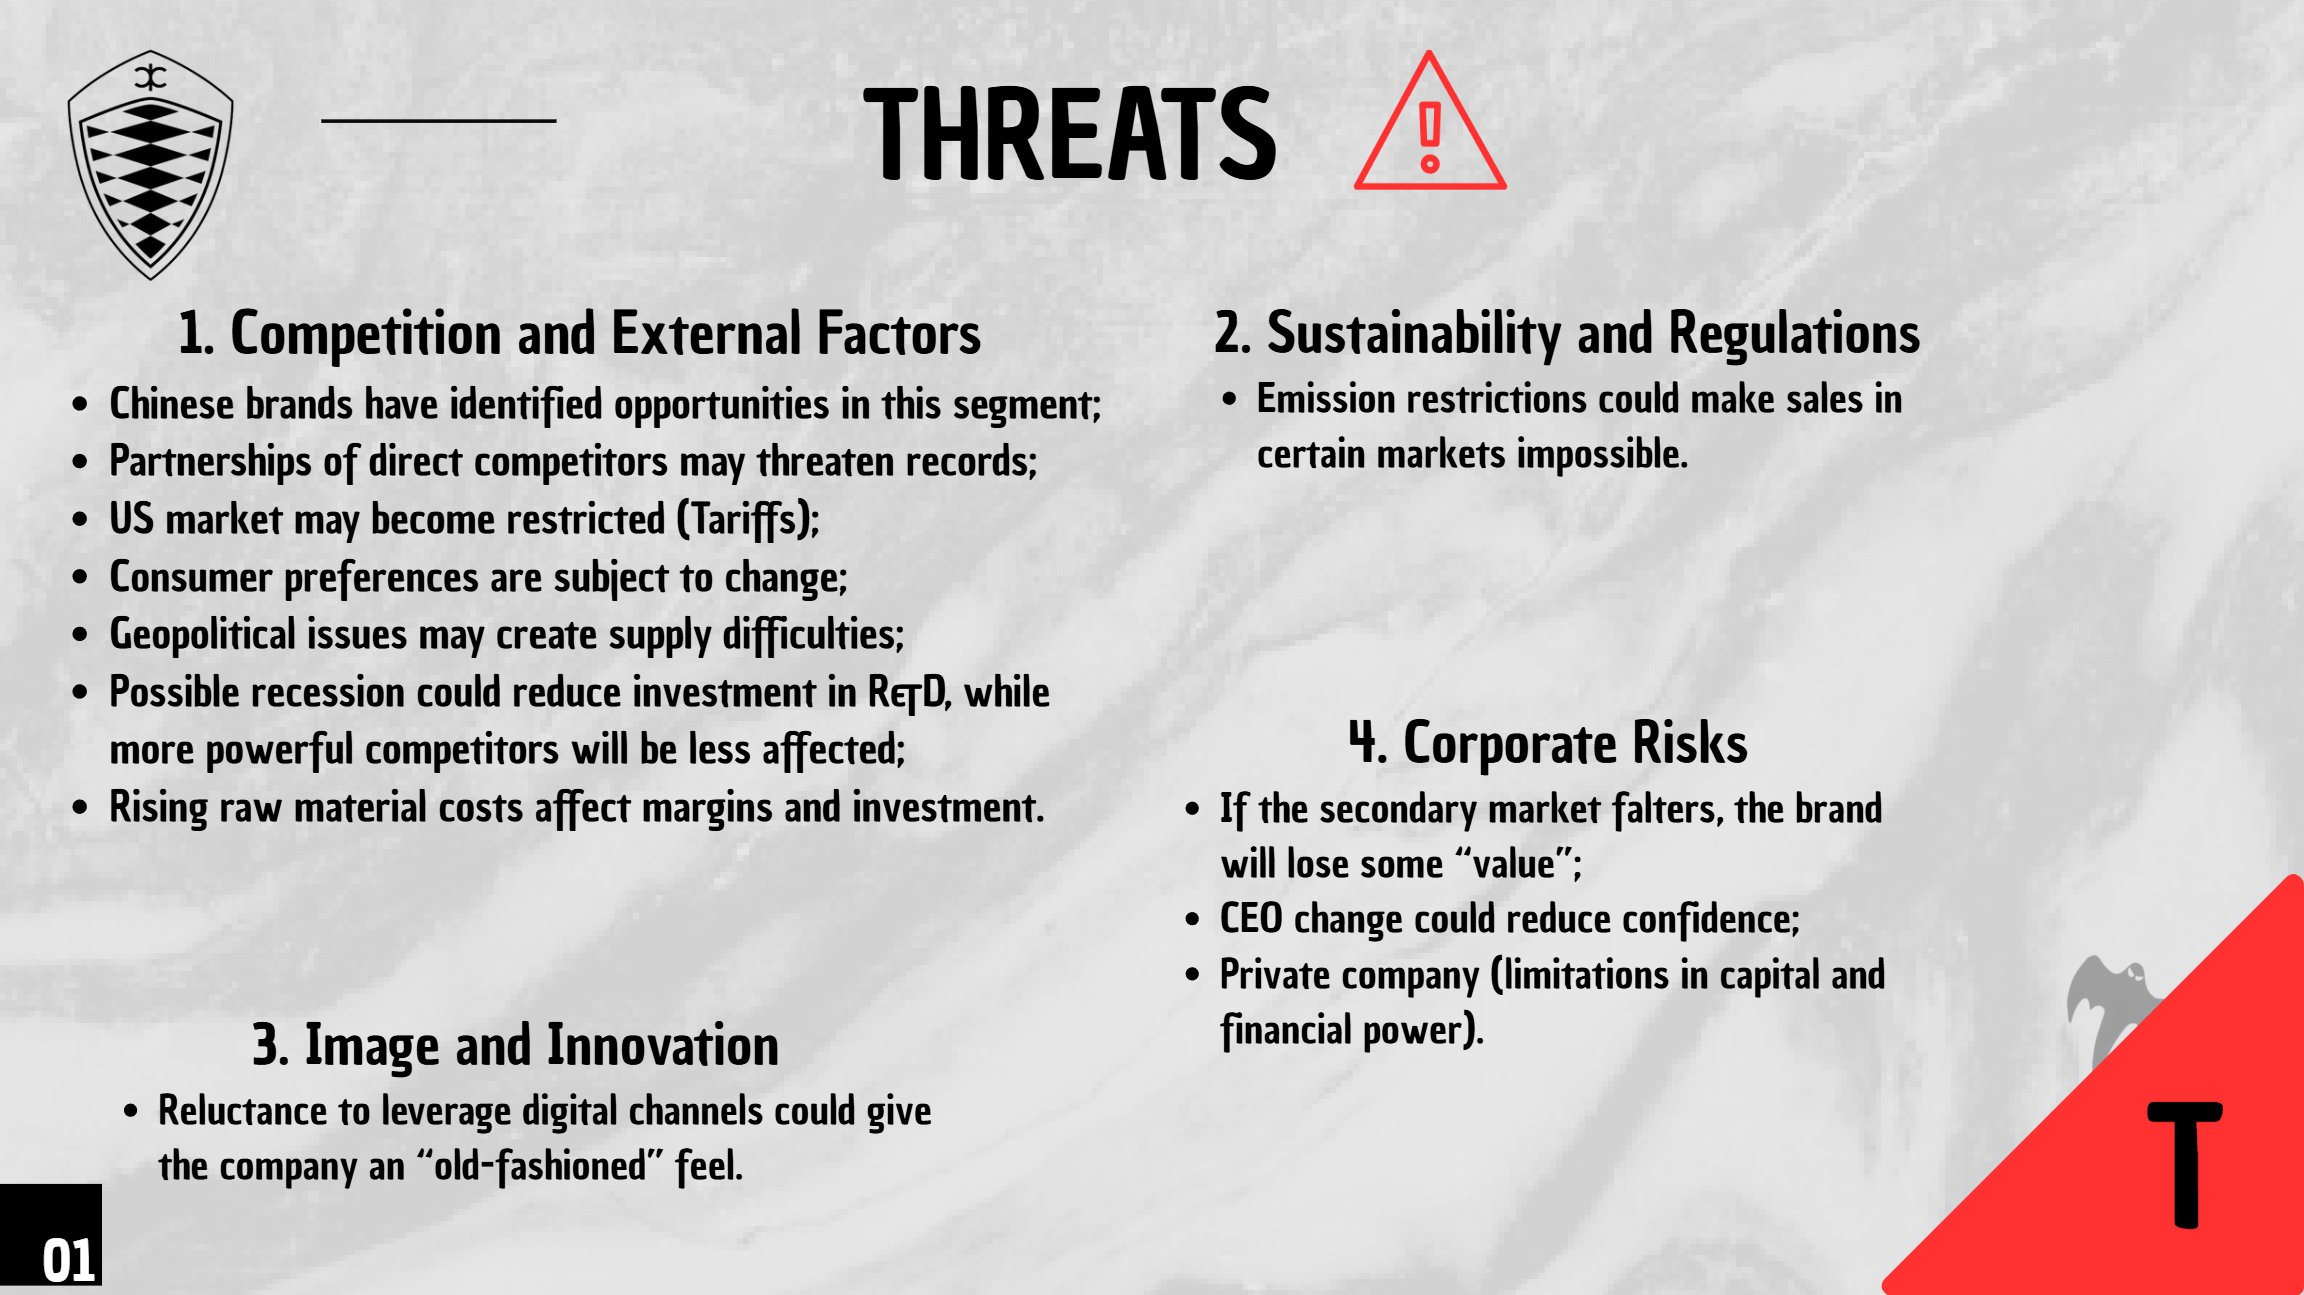 THREATS
1. Competition and External Factors
• Chinese brands have identified opportunities in this segment;
• Partnerships of direct competitors may threaten records;
• US market may become restricted (Tariffs);
• Consumer preferences are subject to change;
• Geopolitical issues may create supply difficulties;
• Possible recession could reduce investment in R&D, while
more powerful competitors will be less affected;
• Rising raw material costs affect margins and investment.
2. Sustainability and Regulations
• Emission restrictions could make sales in
certain markets impossible.
3. Image and Innovation
• Reluctance to leverage digital channels could give
the company an “old-fashioned” feel.
4. Corporate Risks
• If the secondary market falters, the brand
will lose some “value”;
• CEO change could reduce confidence;
• Private company (limitations in capital and
financial power).
01
T